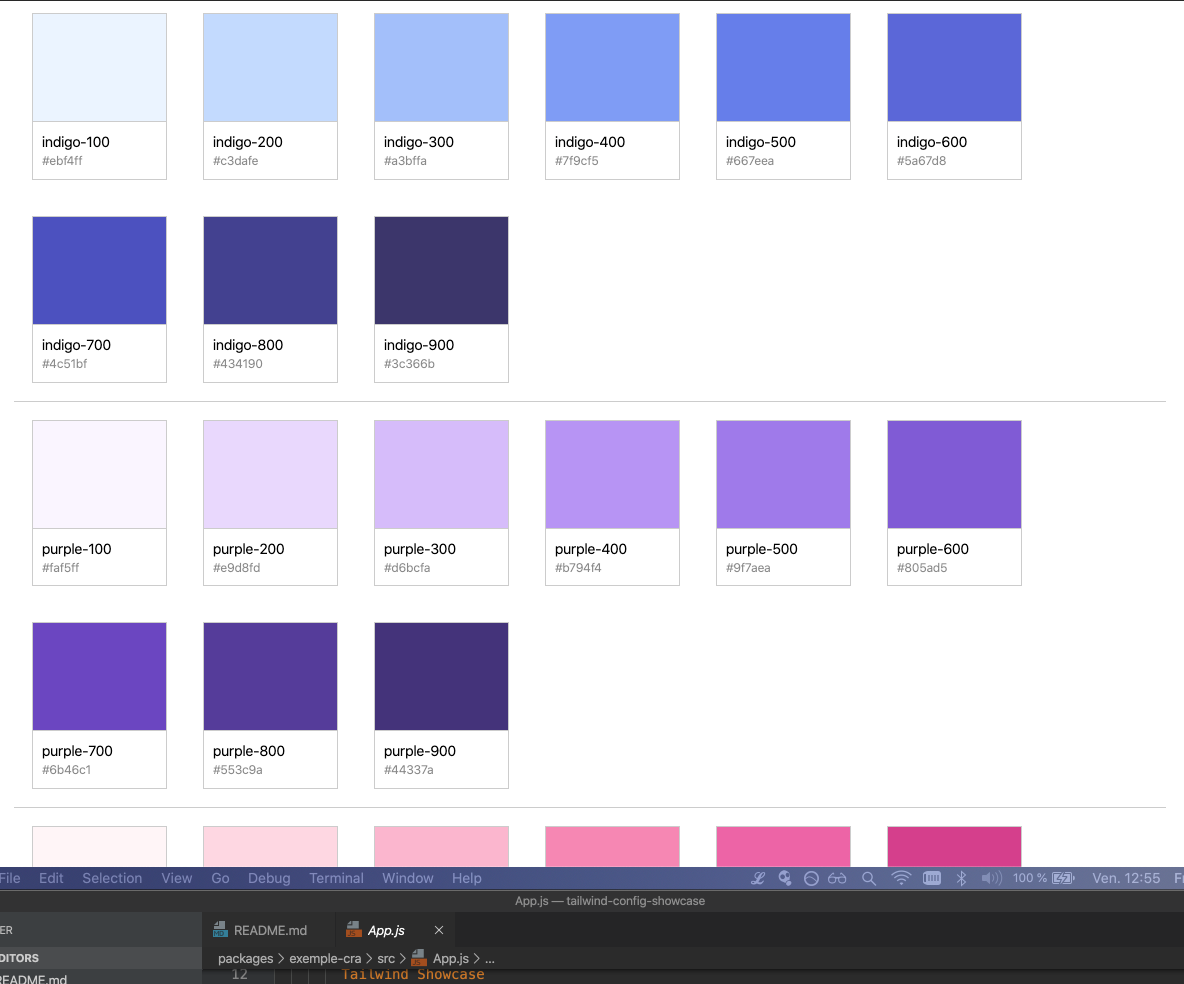 indigo-100 indigo-200 indigo-300 indigo-400 indigo-500 indigo-600
#ebf4ff #c3dafe #a3bffa #7f9cf5 #667eea #5a67d8
indigo-700 indigo-800 indigo-900
#4c51bf #434190 #3c366b
purple-100 purple-200 purple-300 purple-400 purple-500 purple-600
#faf5ff #e9d8fd #d6bcfa #b794f4 #9f7aea #805ad5
purple-700 purple-800 purple-900
#6b46c1 #553c9a #44337a
File Edit Selection View Go Debug Terminal Window Help 100 % Ven. 12:55
App.js — tailwind-config-showcase
ER README.md App.js
packages > exemple-cra > src > App.js > ...
DITORS
12 Tailwind Showcase
README.md